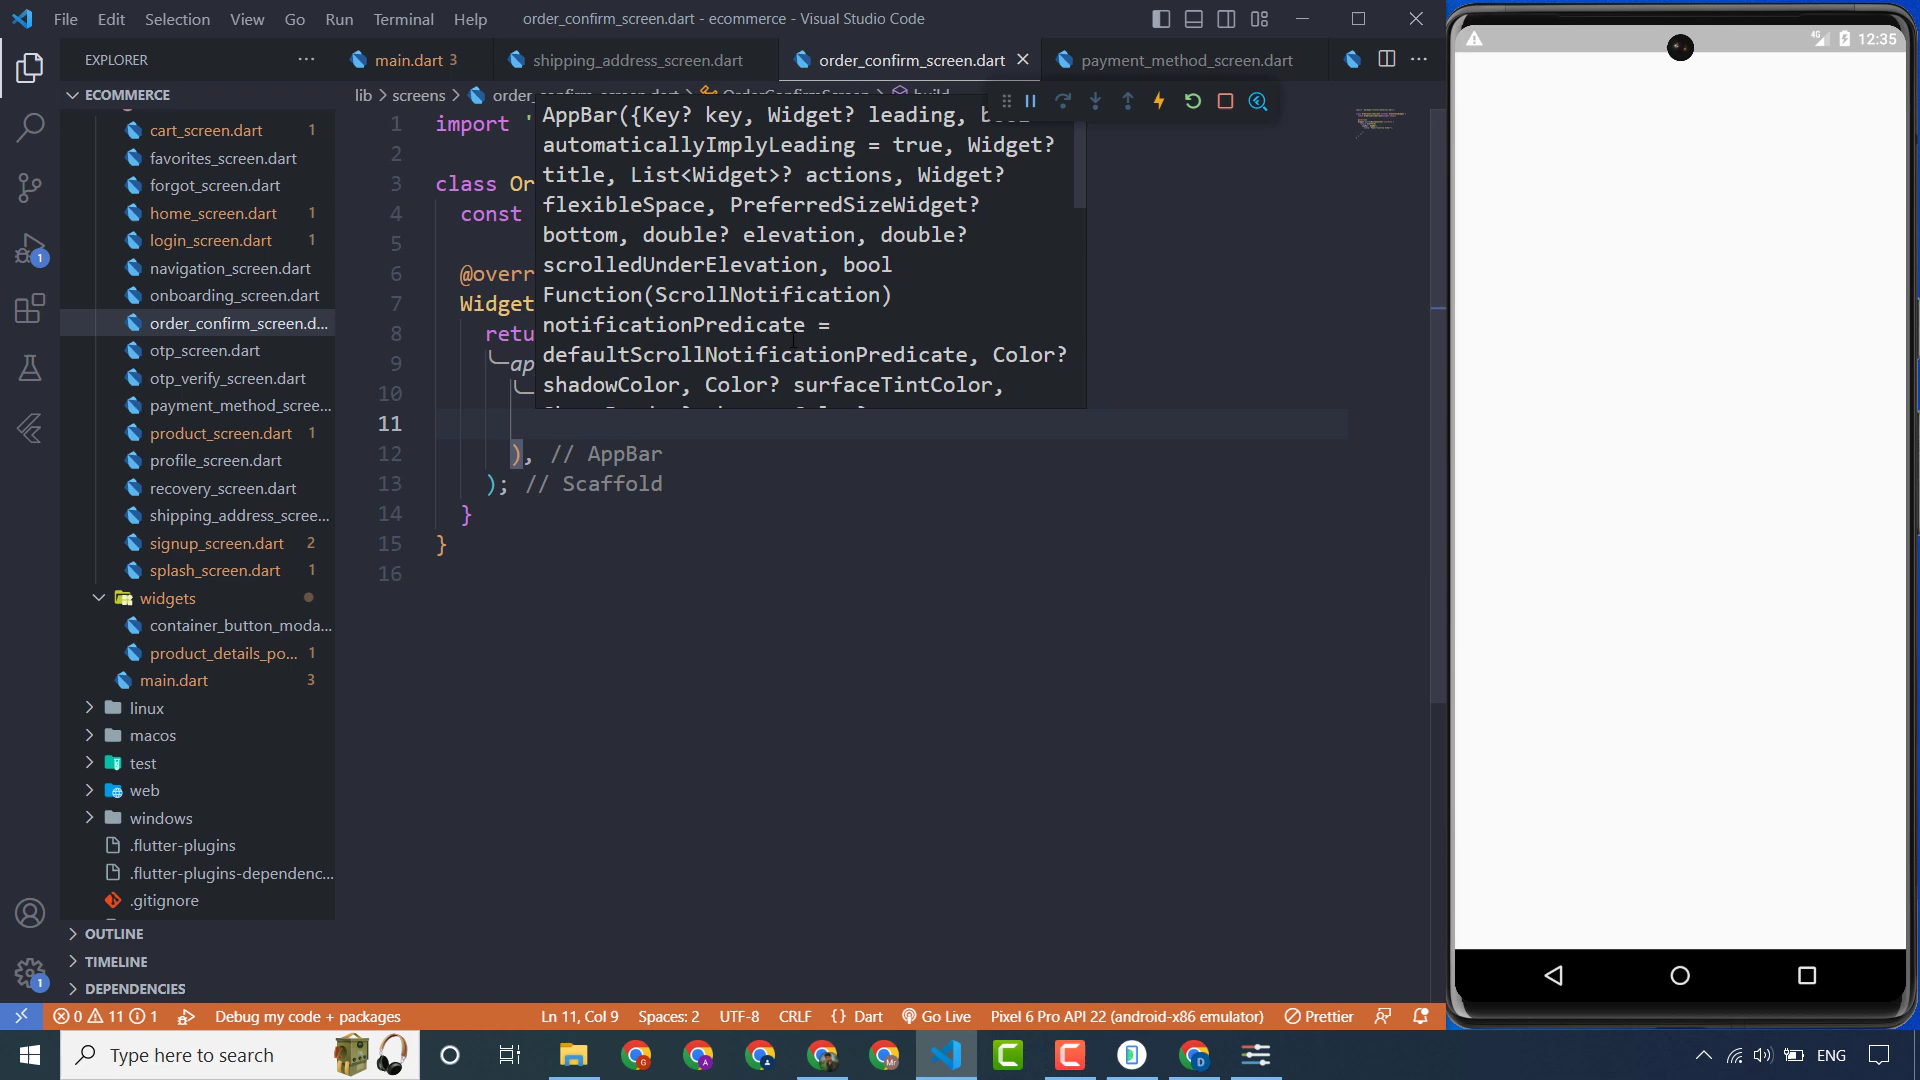 File Edit Selection View Go Run Terminal Help
order_confirm_screen.dart - ecommerce - Visual Studio Code
EXPLORER
main.dart 3
shipping_address_screen.dart
order_confirm_screen.dart
payment_method_screen.dart
ECOMMERCE
cart_screen.dart 1
favorites_screen.dart
forgot_screen.dart
home_screen.dart 1
login_screen.dart 1
navigation_screen.dart
onboarding_screen.dart
order_confirm_screen.d...
otp_screen.dart
otp_verify_screen.dart
payment_method_scree...
product_screen.dart 1
profile_screen.dart
recovery_screen.dart
shipping_address_scree...
signup_screen.dart 2
splash_screen.dart 1
widgets
container_button_moda...
product_details_po... 1
main.dart 3
linux
macos
test
web
windows
.flutter-plugins
.flutter-plugins-dependenc...
.gitignore
OUTLINE
TIMELINE
DEPENDENCIES
1
1
lib > screens > order_
1 import '
2
3 class Or
4 const
5
6 @overr
7 Widget
8 retu
9 ap
10
11
12 ), // AppBar
13 ); // Scaffold
14 }
15 }
16
AppBar({Key? key, Widget? leading,
automaticallyImplyLeading = true, Widget?
title, List<Widget>? actions, Widget?
flexibleSpace, PreferredSizeWidget?
bottom, double? elevation, double?
scrolledUnderElevation, bool
Function(ScrollNotification)
notificationPredicate =
defaultScrollNotificationPredicate, Color?
shadowColor, Color? surfaceTintColor,
4G 12:35
0 11 1
Debug my code + packages
Ln 11, Col 9 Spaces: 2 UTF-8 CRLF {} Dart Go Live Pixel 6 Pro API 22 (android-x86 emulator) Prettier
Type here to search
ENG